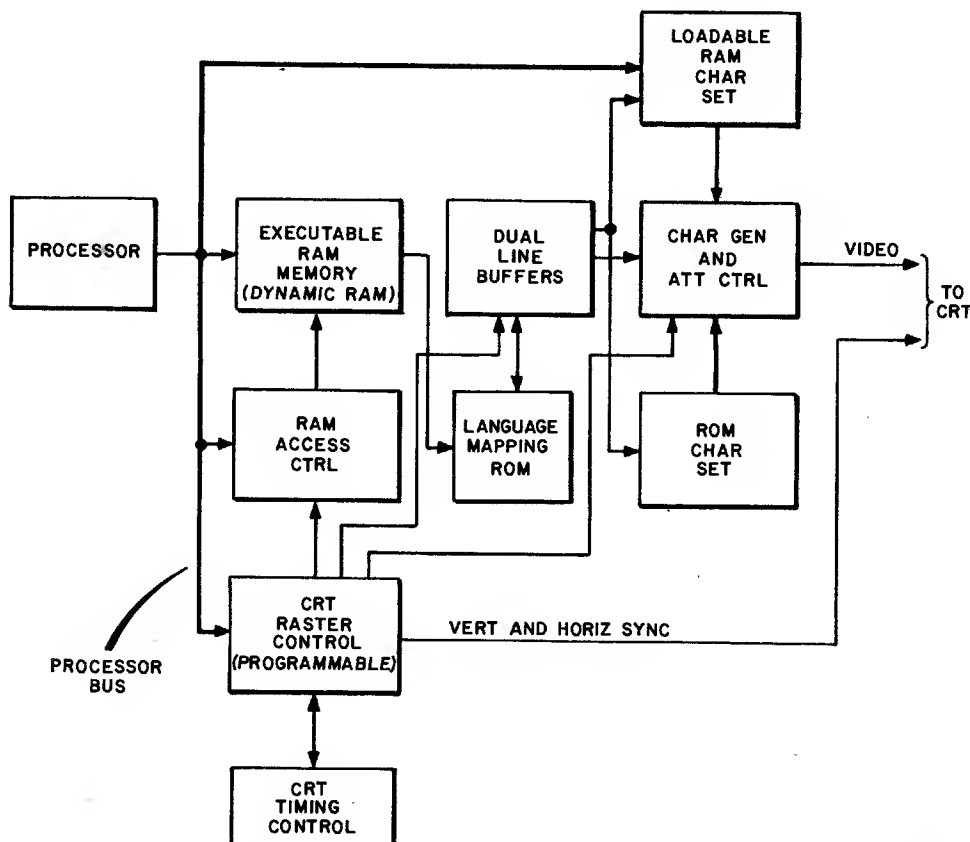 LOADABLE
RAM
CHAR
SET
PROCESSOR
EXECUTABLE
RAM
MEMORY
(DYNAMIC RAM)
DUAL
LINE
BUFFERS
CHAR GEN
AND
ATT CTRL
VIDEO
TO
CRT
RAM
ACCESS
CTRL
LANGUAGE
MAPPING
ROM
ROM
CHAR
SET
CRT
RASTER
CONTROL
(PROGRAMMABLE)
VERT AND HORIZ SYNC
PROCESSOR
BUS
CRT
TIMING
CONTROL